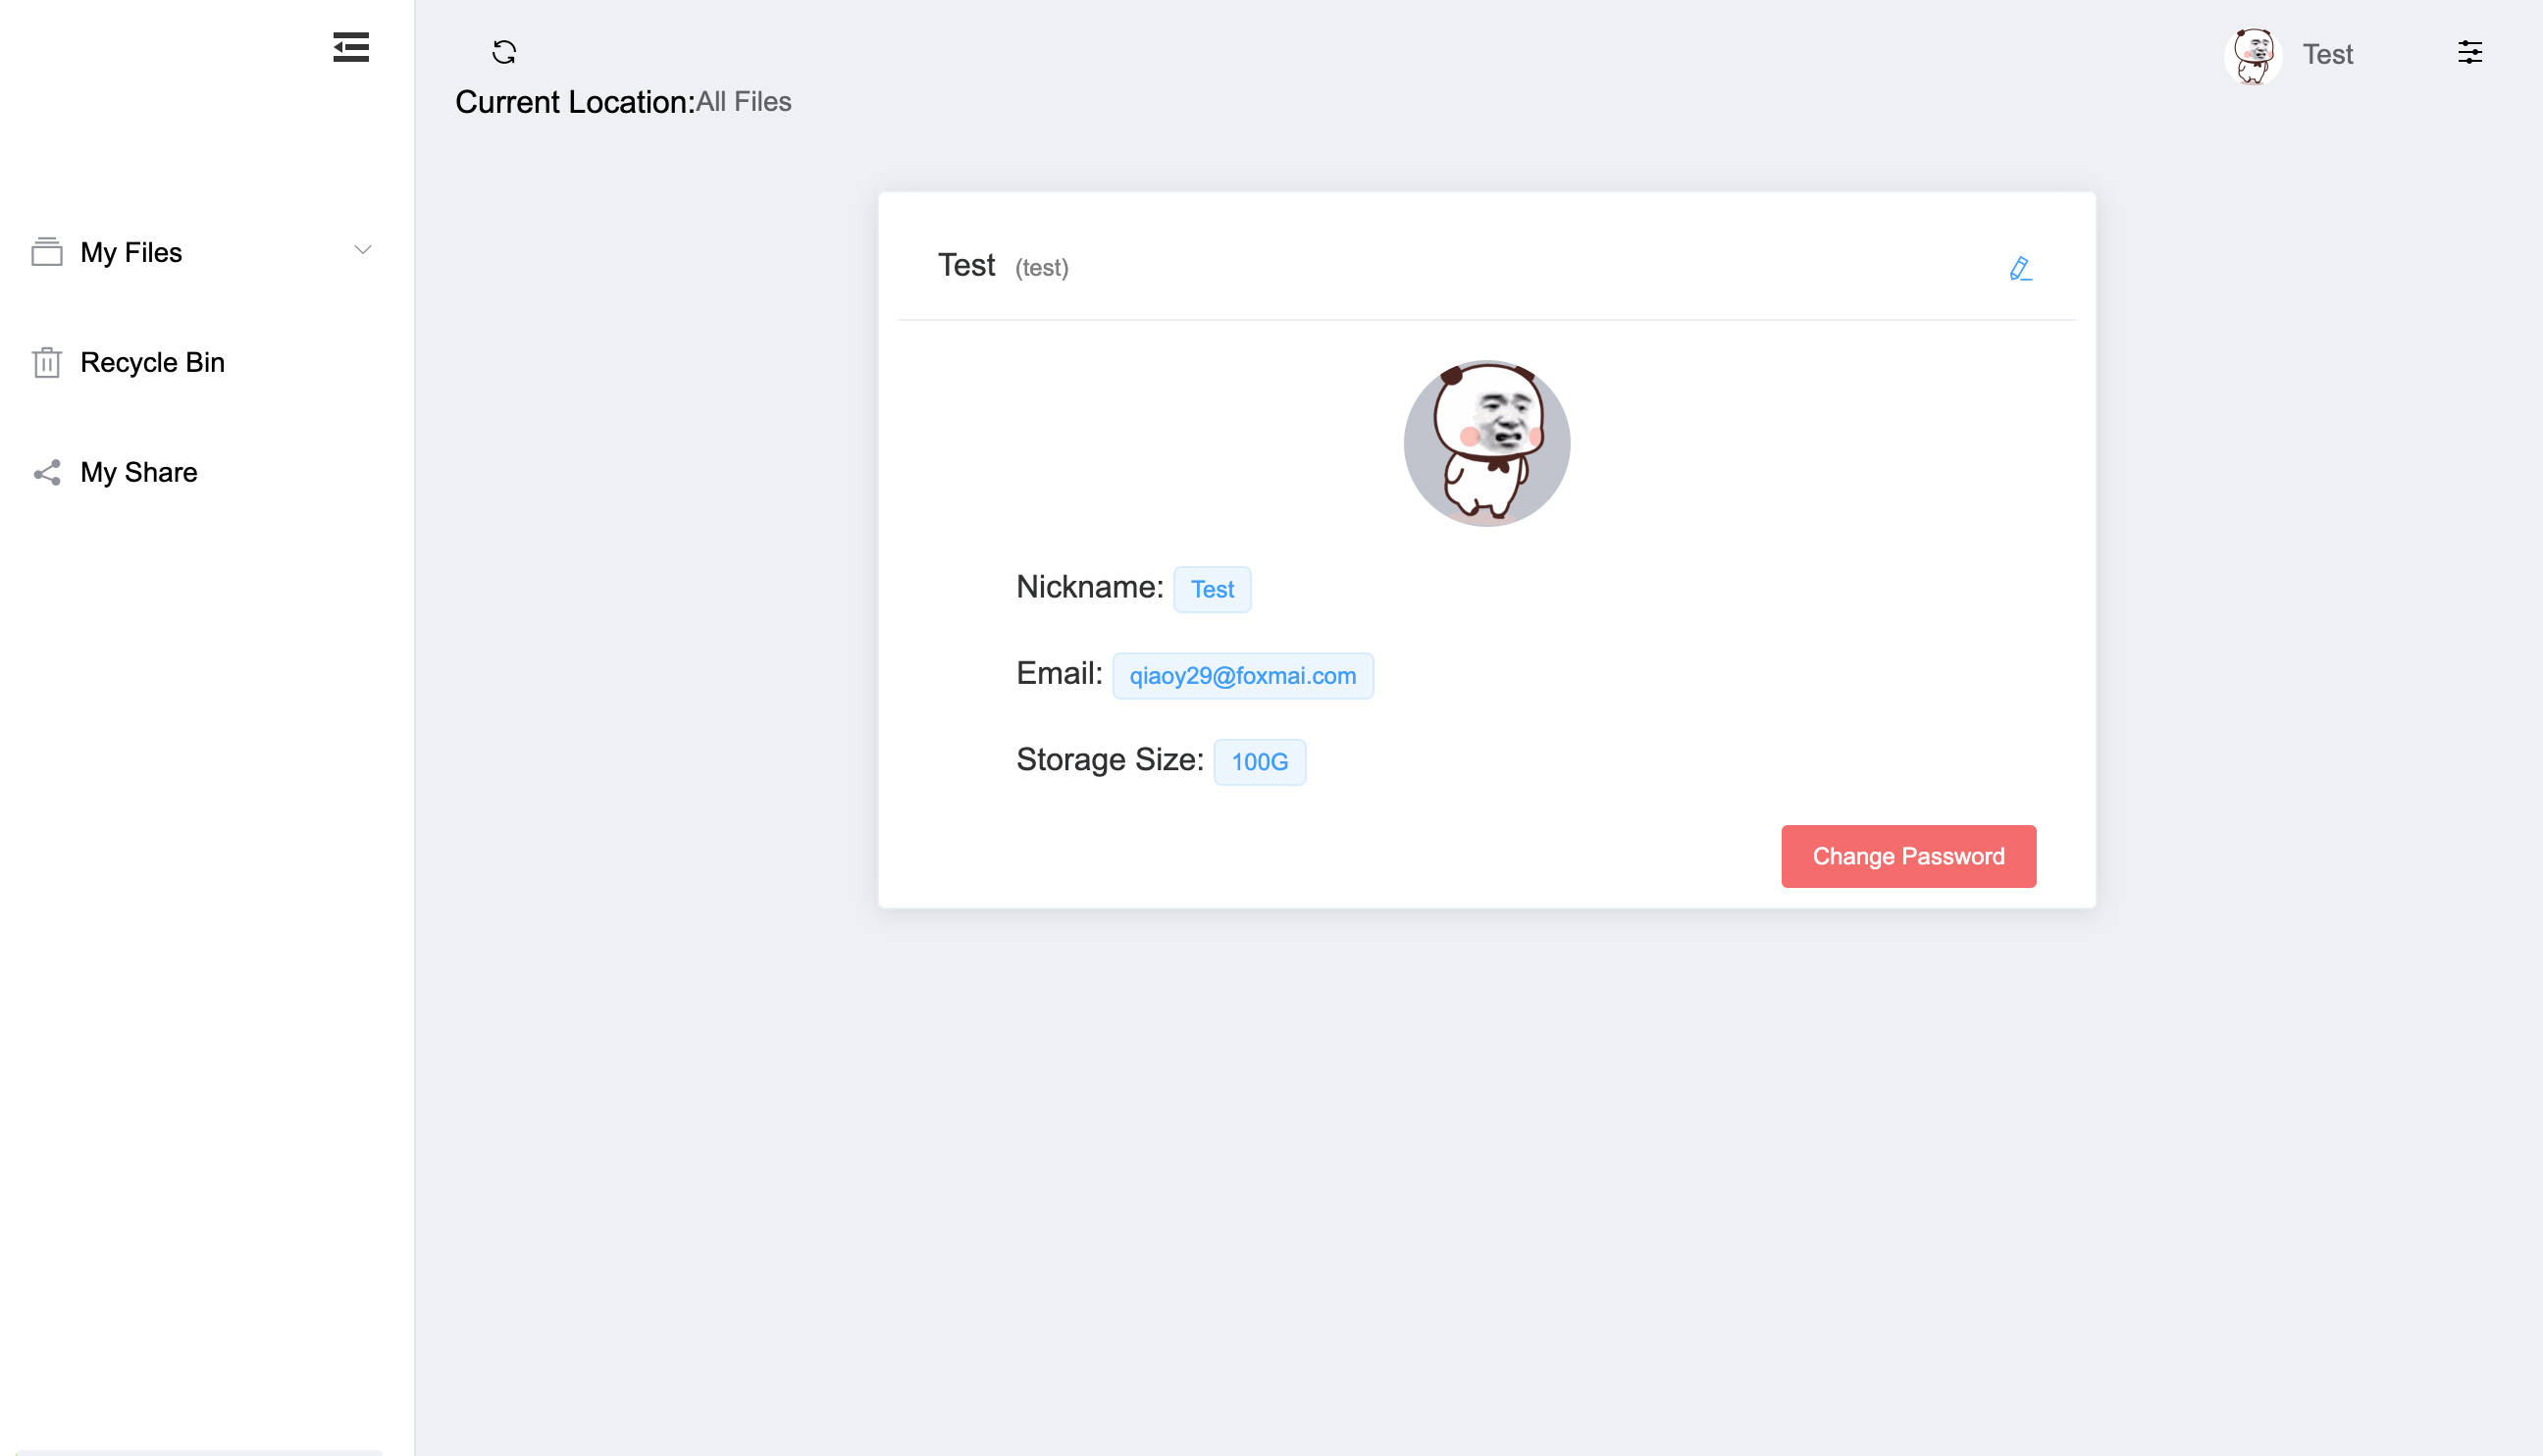 Test
Current Location:All Files
My Files
Recycle Bin
My Share
Test (test)
Nickname: Test
Email: qiaoy29@foxmai.com
Storage Size: 100G
Change Password